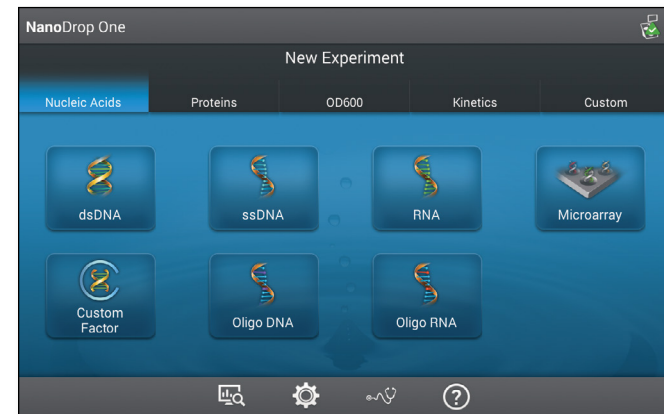 NanoDrop One
New Experiment
Nucleic Acids
Proteins
OD600
Kinetics
Custom
dsDNA
ssDNA
RNA
Microarray
Custom
Factor
Oligo DNA
Oligo RNA
?